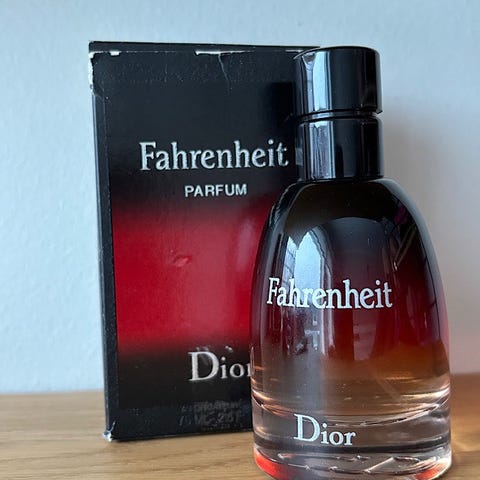 Fahrenheit
PARFUM
Dior
Fahrenheit
Dior